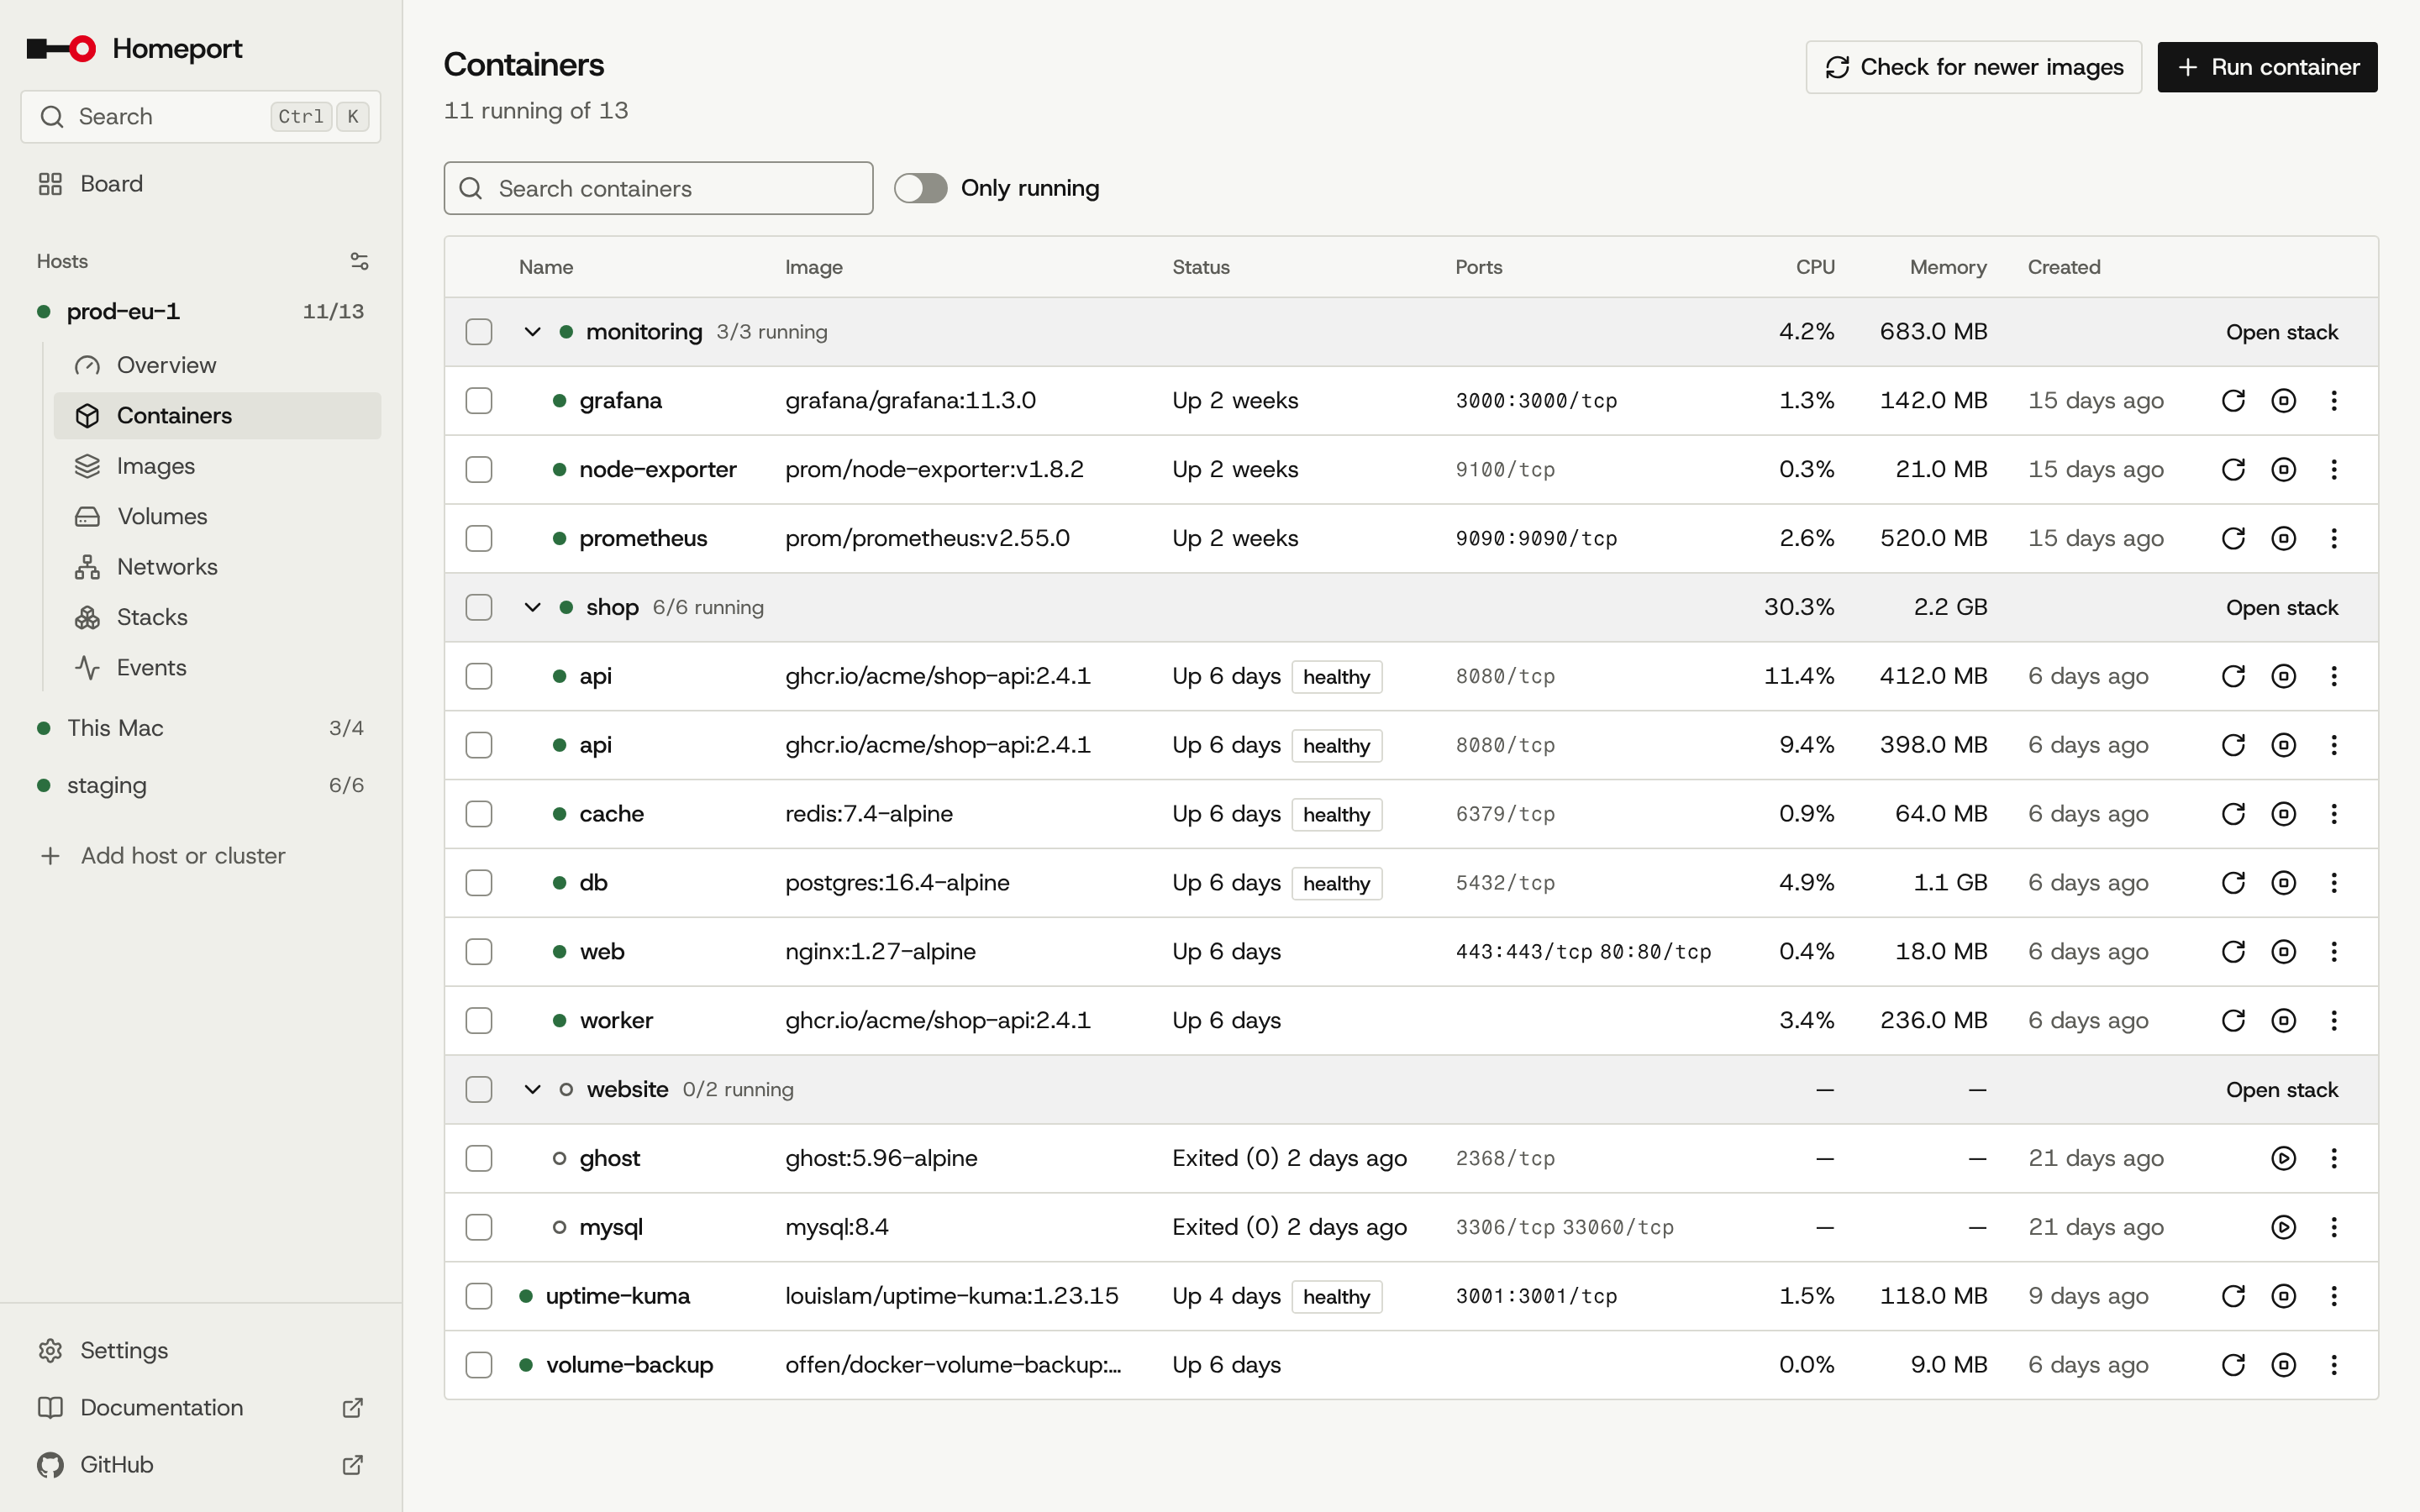 Homeport
Search Ctrl K
Board
Hosts
prod-eu-1 11/13
Overview
Containers
Images
Volumes
Networks
Stacks
Events
This Mac 3/4
staging 6/6
Add host or cluster
Settings
Documentation
GitHub
Containers
11 running of 13
Check for newer images
Run container
Search containers
Only running
Name Image Status Ports CPU Memory Created
monitoring 3/3 running 4.2% 683.0 MB Open stack
grafana grafana/grafana:11.3.0 Up 2 weeks 3000:3000/tcp 1.3% 142.0 MB 15 days ago
node-exporter prom/node-exporter:v1.8.2 Up 2 weeks 9100/tcp 0.3% 21.0 MB 15 days ago
prometheus prom/prometheus:v2.55.0 Up 2 weeks 9090:9090/tcp 2.6% 520.0 MB 15 days ago
shop 6/6 running 30.3% 2.2 GB Open stack
api ghcr.io/acme/shop-api:2.4.1 Up 6 days healthy 8080/tcp 11.4% 412.0 MB 6 days ago
api ghcr.io/acme/shop-api:2.4.1 Up 6 days healthy 8080/tcp 9.4% 398.0 MB 6 days ago
cache redis:7.4-alpine Up 6 days healthy 6379/tcp 0.9% 64.0 MB 6 days ago
db postgres:16.4-alpine Up 6 days healthy 5432/tcp 4.9% 1.1 GB 6 days ago
web nginx:1.27-alpine Up 6 days 443:443/tcp 80:80/tcp 0.4% 18.0 MB 6 days ago
worker ghcr.io/acme/shop-api:2.4.1 Up 6 days 3.4% 236.0 MB 6 days ago
website 0/2 running — — Open stack
ghost ghost:5.96-alpine Exited (0) 2 days ago 2368/tcp — — 21 days ago
mysql mysql:8.4 Exited (0) 2 days ago 3306/tcp 33060/tcp — — 21 days ago
uptime-kuma louislam/uptime-kuma:1.23.15 Up 4 days healthy 3001:3001/tcp 1.5% 118.0 MB 9 days ago
volume-backup offen/docker-volume-backup:... Up 6 days 0.0% 9.0 MB 6 days ago